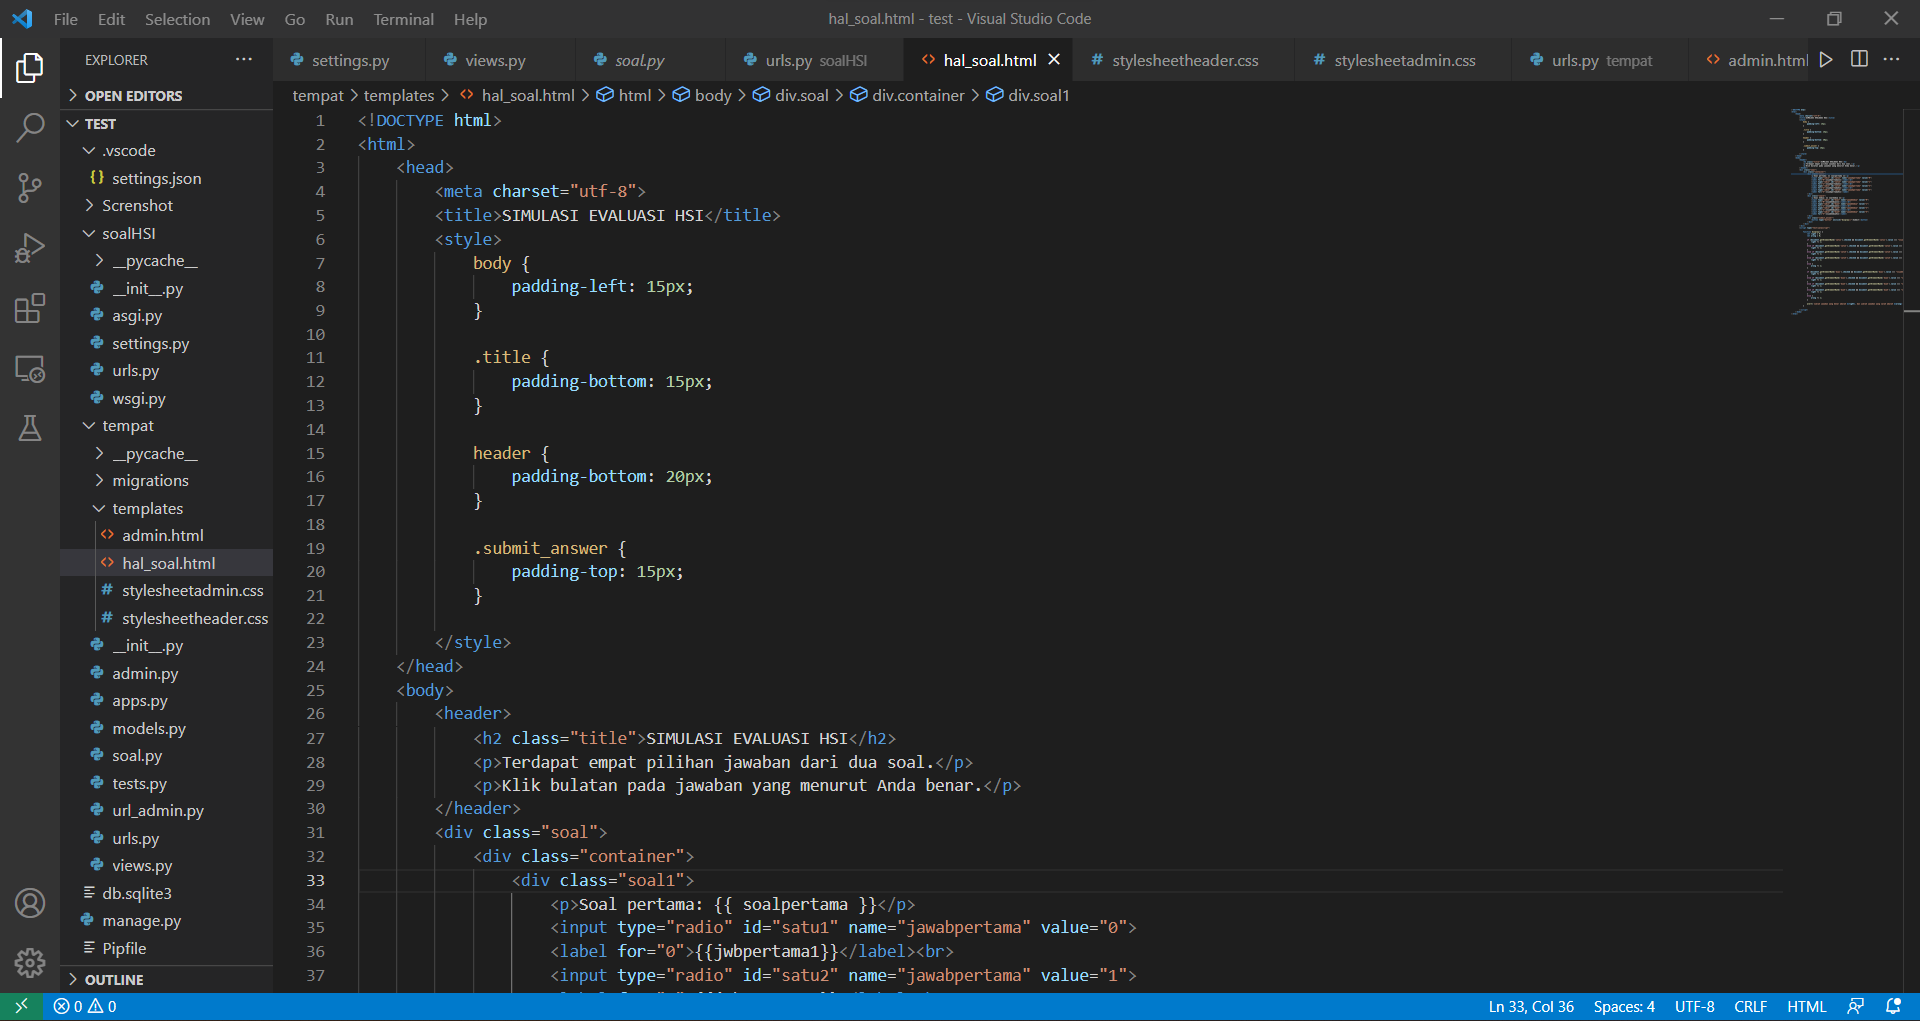 File Edit Selection View Go Run Terminal Help
hal_soal.html - test - Visual Studio Code
EXPLORER
settings.py
views.py
soal.py
urls.py soalHSI
hal_soal.html
stylesheetheader.css
stylesheetadmin.css
urls.py tempat
admin.html
tempat > templates > hal_soal.html > html > body > div.soal > div.container > div.soal1
OPEN EDITORS
TEST
.vscode
settings.json
Screnshot
soalHSI
__pycache__
__init__.py
asgi.py
settings.py
urls.py
wsgi.py
tempat
__pycache__
migrations
templates
admin.html
hal_soal.html
stylesheetadmin.css
stylesheetheader.css
__init__.py
admin.py
apps.py
models.py
soal.py
tests.py
url_admin.py
urls.py
views.py
db.sqlite3
manage.py
Pipfile
OUTLINE
1 <!DOCTYPE html>
2 <html>
3 <head>
4 <meta charset="utf-8">
5 <title>SIMULASI EVALUASI HSI</title>
6 <style>
7 body {
8 padding-left: 15px;
9 }
10
11 .title {
12 padding-bottom: 15px;
13 }
14
15 header {
16 padding-bottom: 20px;
17 }
18
19 .submit_answer {
20 padding-top: 15px;
21 }
22
23 </style>
24 </head>
25 <body>
26 <header>
27 <h2 class="title">SIMULASI EVALUASI HSI</h2>
28 <p>Terdapat empat pilihan jawaban dari dua soal.</p>
29 <p>Klik bulatan pada jawaban yang menurut Anda benar.</p>
30 </header>
31 <div class="soal">
32 <div class="container">
33 <div class="soal1">
34 <p>Soal pertama: {{ soalpertama }}</p>
35 <input type="radio" id="satu1" name="jawabpertama" value="0">
36 <label for="0">{{jwbpertama1}}</label><br>
37 <input type="radio" id="satu2" name="jawabpertama" value="1">
0 0
Ln 33, Col 36 Spaces: 4 UTF-8 CRLF HTML